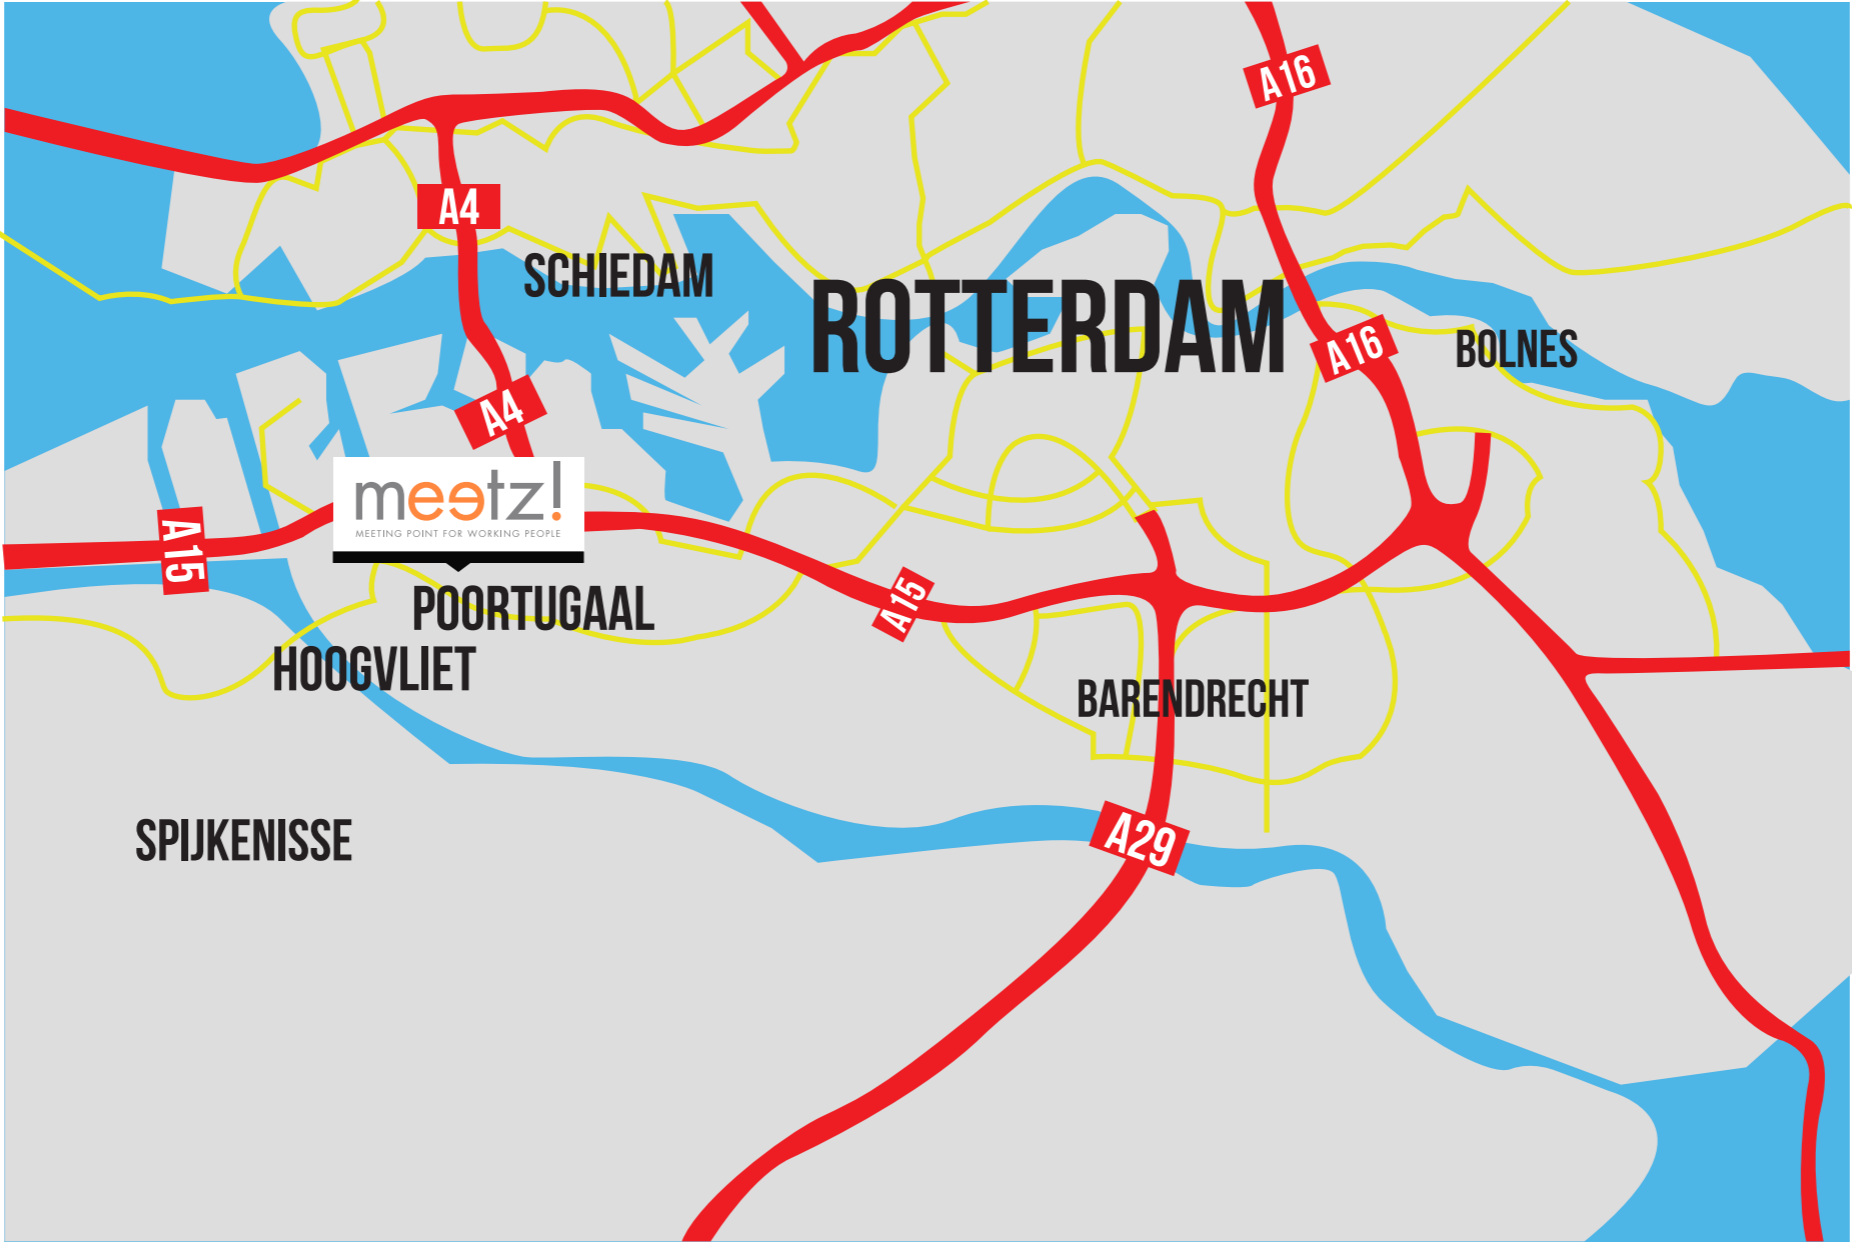 A16
A4
SCHIEDAM
ROTTERDAM
A16
BOLNES
A4
meetz!
MEETING POINT FOR WORKING PEOPLE
A15
A15
POORTUGAAL
HOOGVLIET
BARENDRECHT
SPIJKENISSE
A29